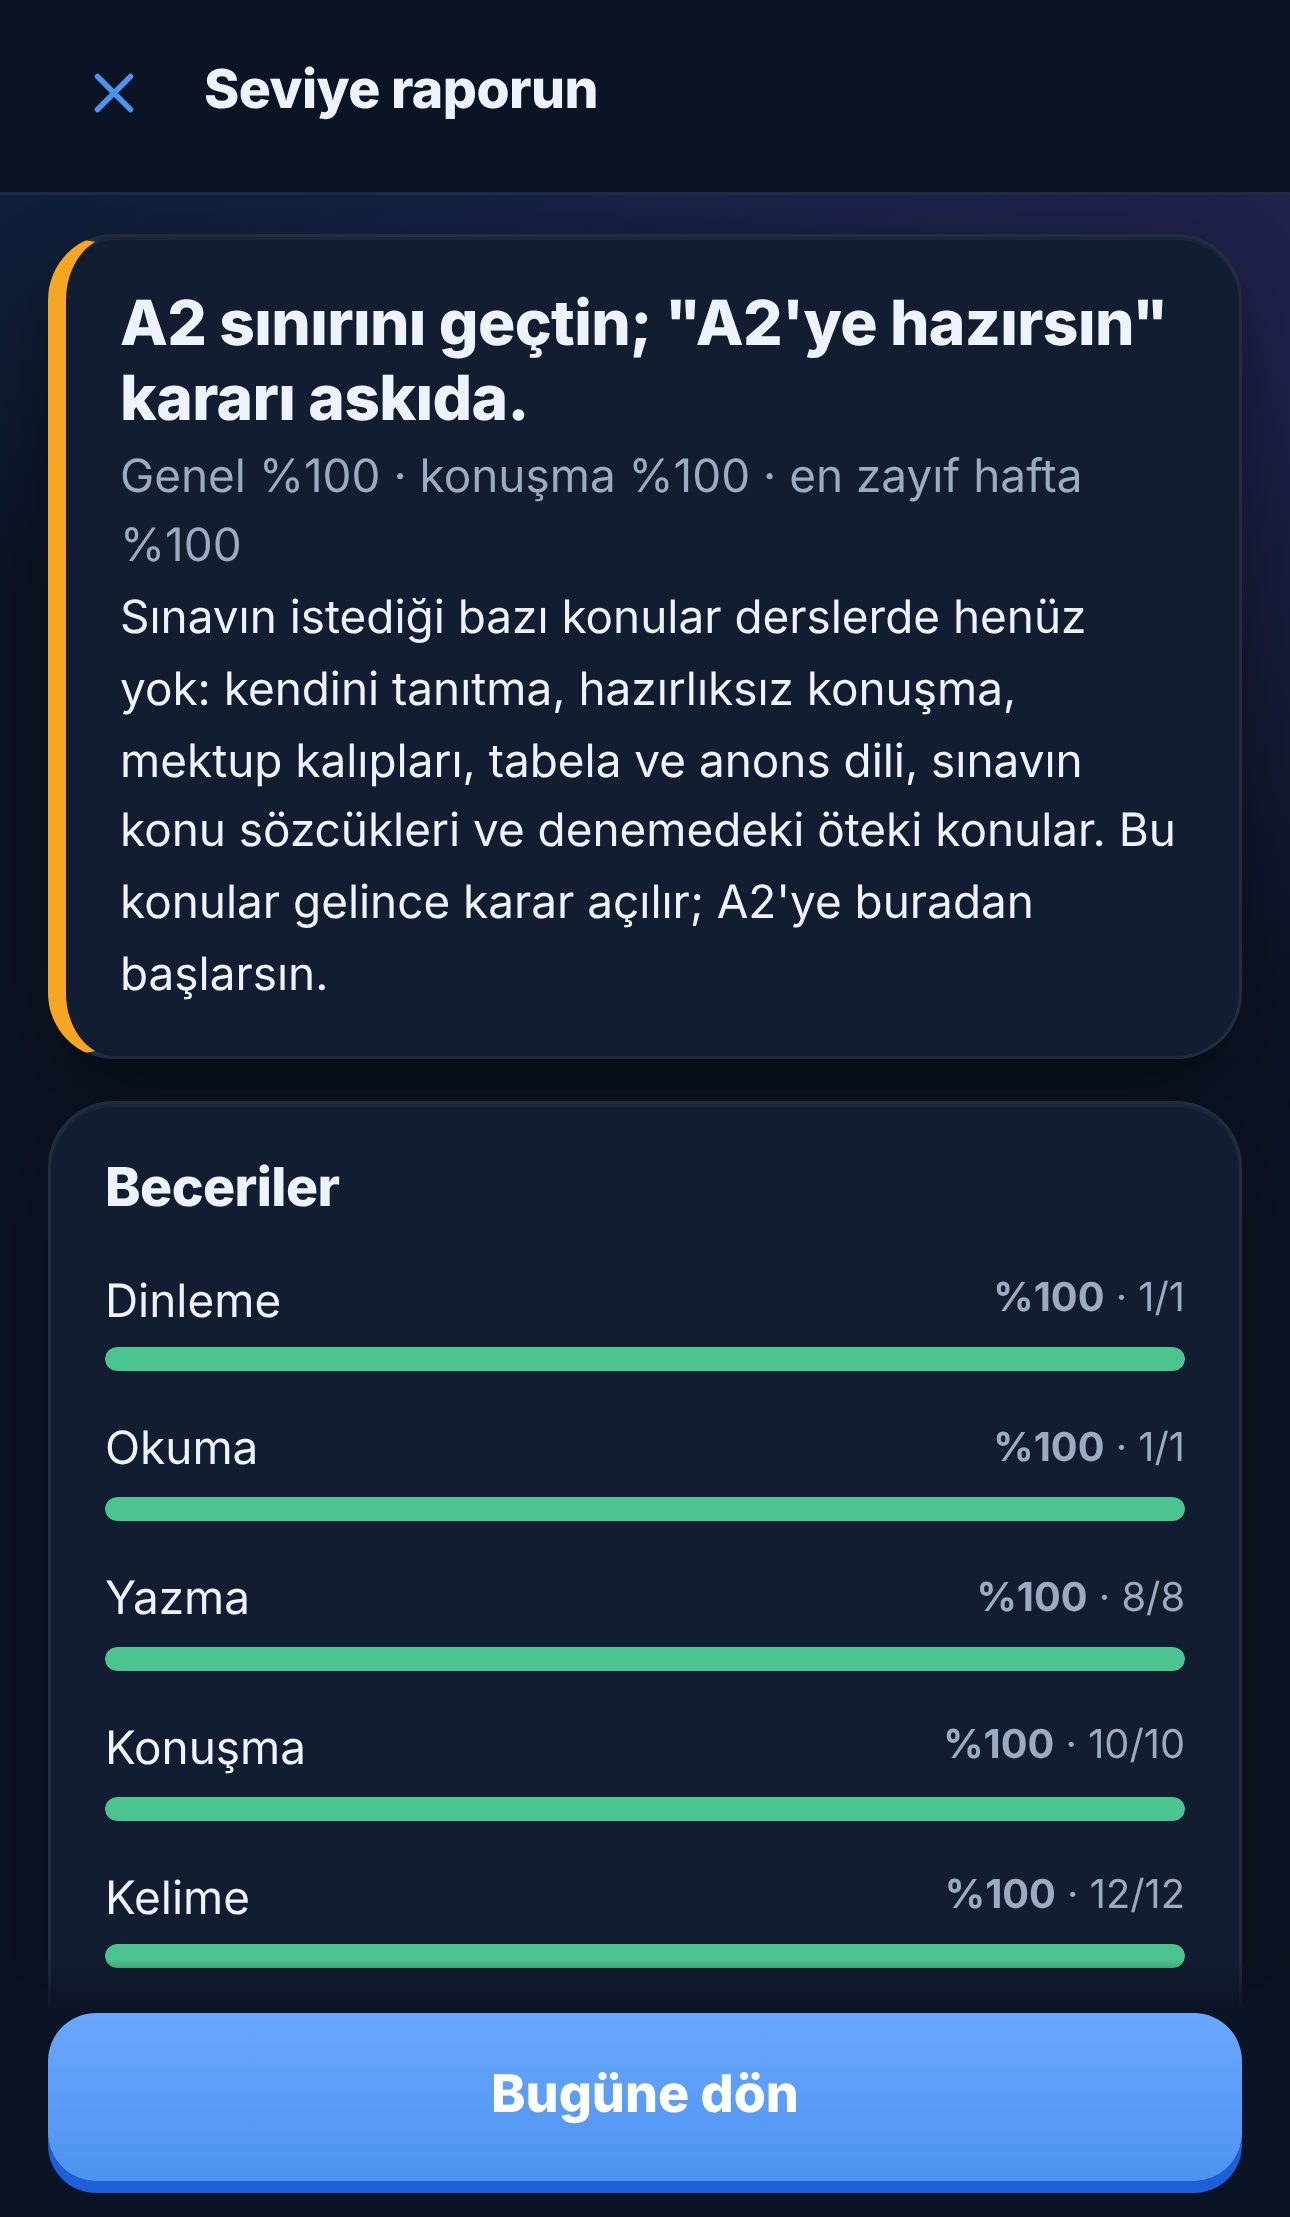 Seviye raporun
A2 sınırını geçtin; "A2'ye hazırsın"
kararı askıda.
Genel %100 · konuşma %100 · en zayıf hafta
%100
Sınavın istediği bazı konular derslerde henüz
yok: kendini tanıtma, hazırlıksız konuşma,
mektup kalıpları, tabela ve anons dili, sınavın
konu sözcükleri ve denemedeki öteki konular. Bu
konular gelince karar açılır; A2'ye buradan
başlarsın.
Beceriler
Dinleme %100 · 1/1
Okuma %100 · 1/1
Yazma %100 · 8/8
Konuşma %100 · 10/10
Kelime %100 · 12/12
Bugüne dön